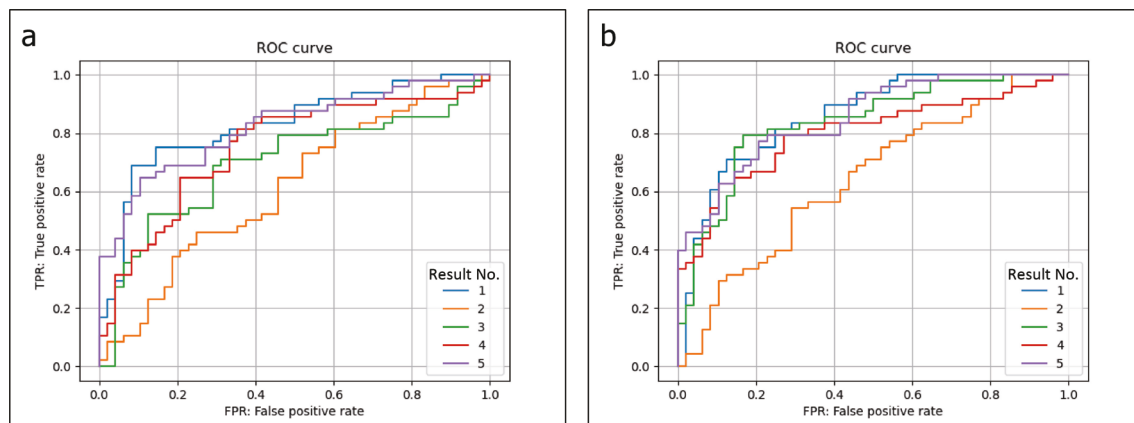 a
ROC curve
TPR: True positive rate
1.0
0.8
0.6
0.4
0.2
0.0
Result No.
1
2
3
4
5
0.0 0.2 0.4 0.6 0.8 1.0
FPR: False positive rate
b
ROC curve
TPR: True positive rate
1.0
0.8
0.6
0.4
0.2
0.0
Result No.
1
2
3
4
5
0.0 0.2 0.4 0.6 0.8 1.0
FPR: False positive rate